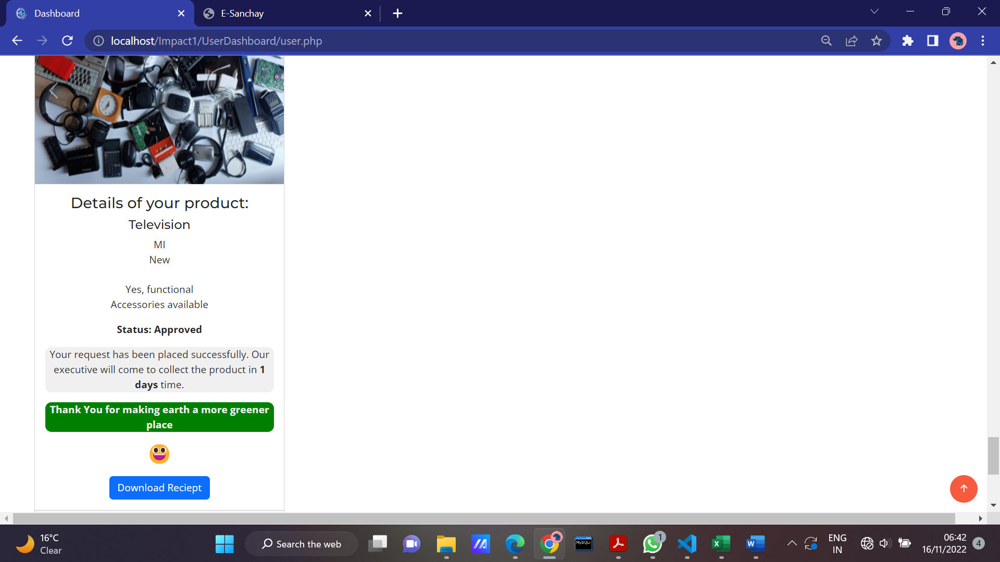 Dashboard
E-Sanchay
localhost/Impact1/UserDashboard/user.php
Details of your product:
Television
MI
New
Yes, functional
Accessories available
Status: Approved
Your request has been placed successfully. Our
executive will come to collect the product in 1
days time.
Thank You for making earth a more greener
place
Download Reciept
16°C
Clear
Search the web
MySQL>
1
ENG
IN
06:42
16/11/2022
4